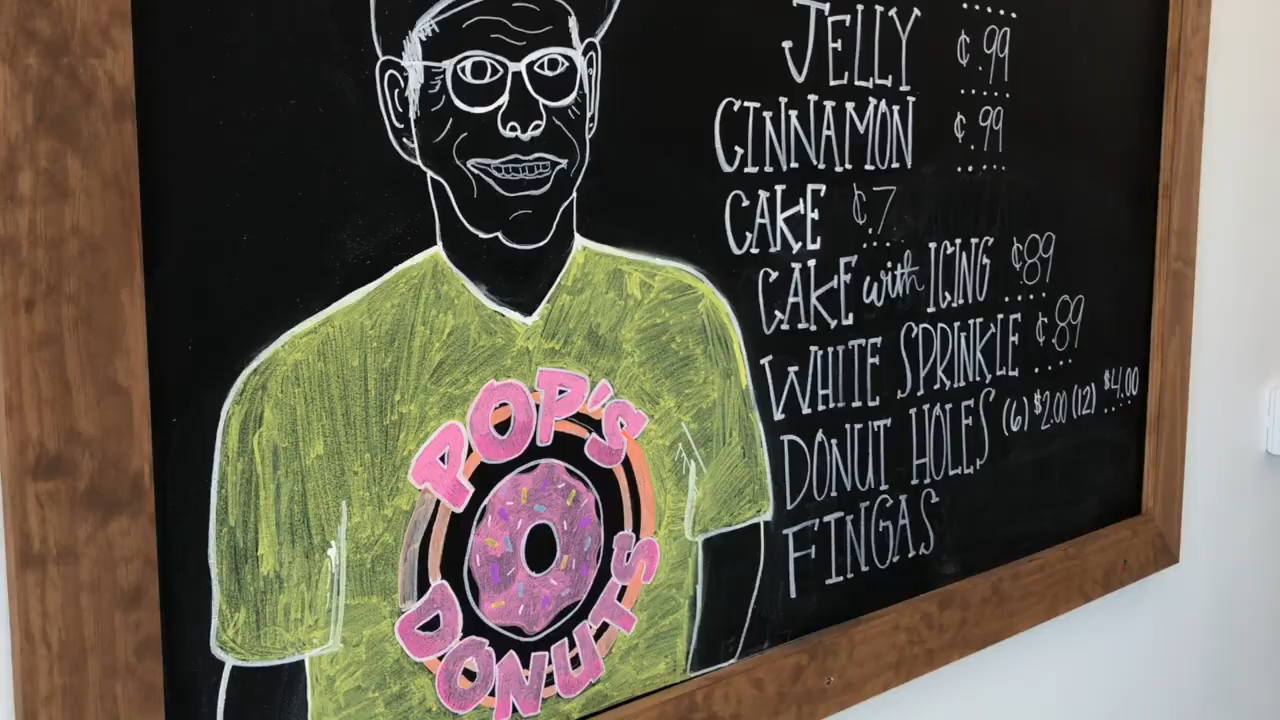 JELLY ¢.99
CINNAMON ¢.99
CAKE ¢.7
CAKE with ICING ¢89
WHITE SPRINKLE ¢.89
DONUT HOLES (6) $2.00 (12) $4.00
FINGAS
POP'S
DONUTS